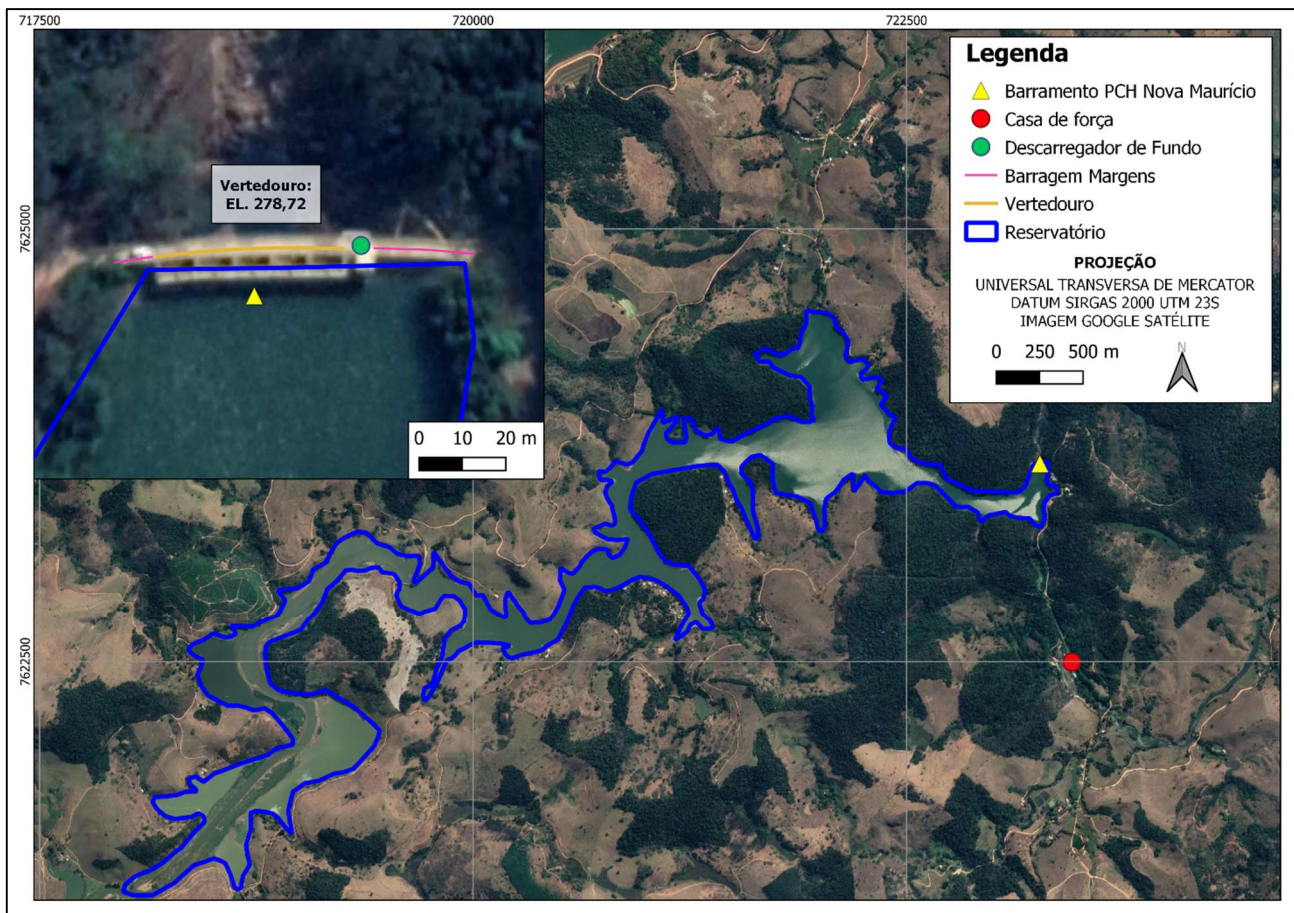 717500
720000
722500
7625000
7622500
Vertedouro:
EL. 278,72
0 10 20 m
Legenda
Barramento PCH Nova Maurício
Casa de força
Descarregador de Fundo
Barragem Margens
Vertedouro
Reservatório
PROJEÇÃO
UNIVERSAL TRANSVERSA DE MERCATOR
DATUM SIRGAS 2000 UTM 23S
IMAGEM GOOGLE SATÉLITE
0 250 500 m
N